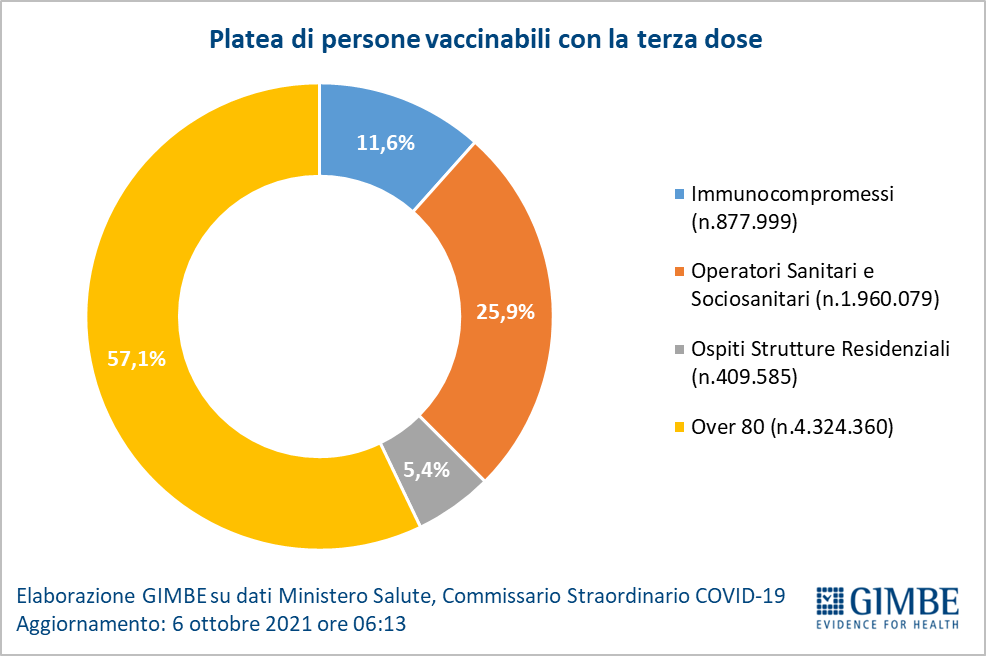 Platea di persone vaccinabili con la terza dose
11,6%
25,9%
57,1%
5,4%
Immunocompromessi
(n.877.999)
Operatori Sanitari e
Sociosanitari (n.1.960.079)
Ospiti Strutture Residenziali
(n.409.585)
Over 80 (n.4.324.360)
Elaborazione GIMBE su dati Ministero Salute, Commissario Straordinario COVID-19
Aggiornamento: 6 ottobre 2021 ore 06:13
GIMBE
EVIDENCE FOR HEALTH